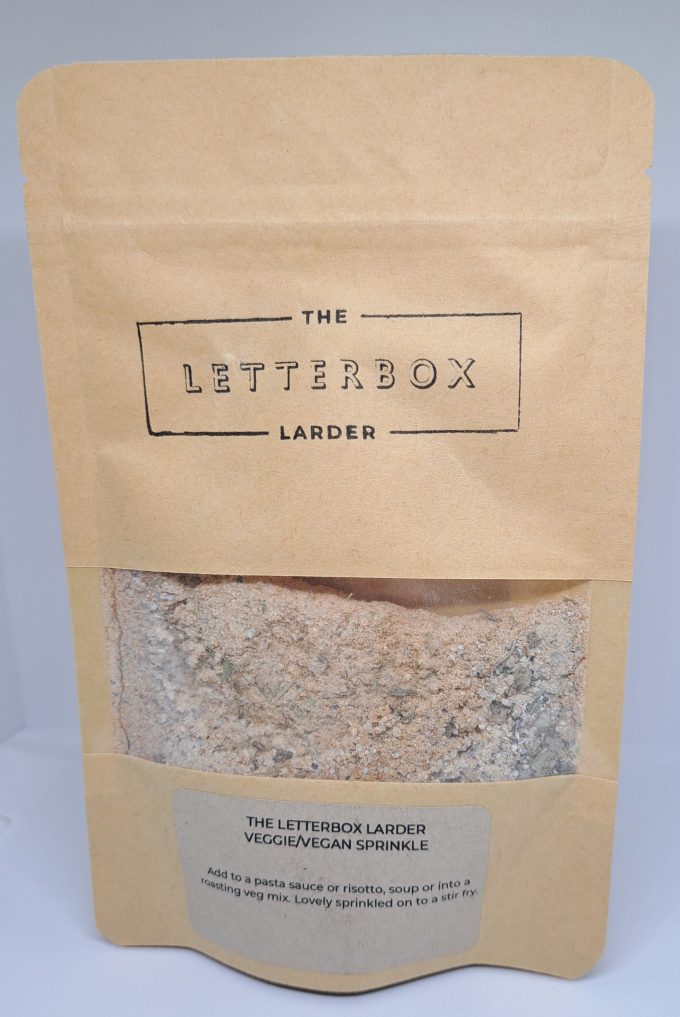 THE
LETTERBOX
LARDER
THE LETTERBOX LARDER
VEGGIE/VEGAN SPRINKLE
Add to a pasta sauce or risotto, soup or into a
roasting veg mix. Lovely sprinkled on to a stir fry.